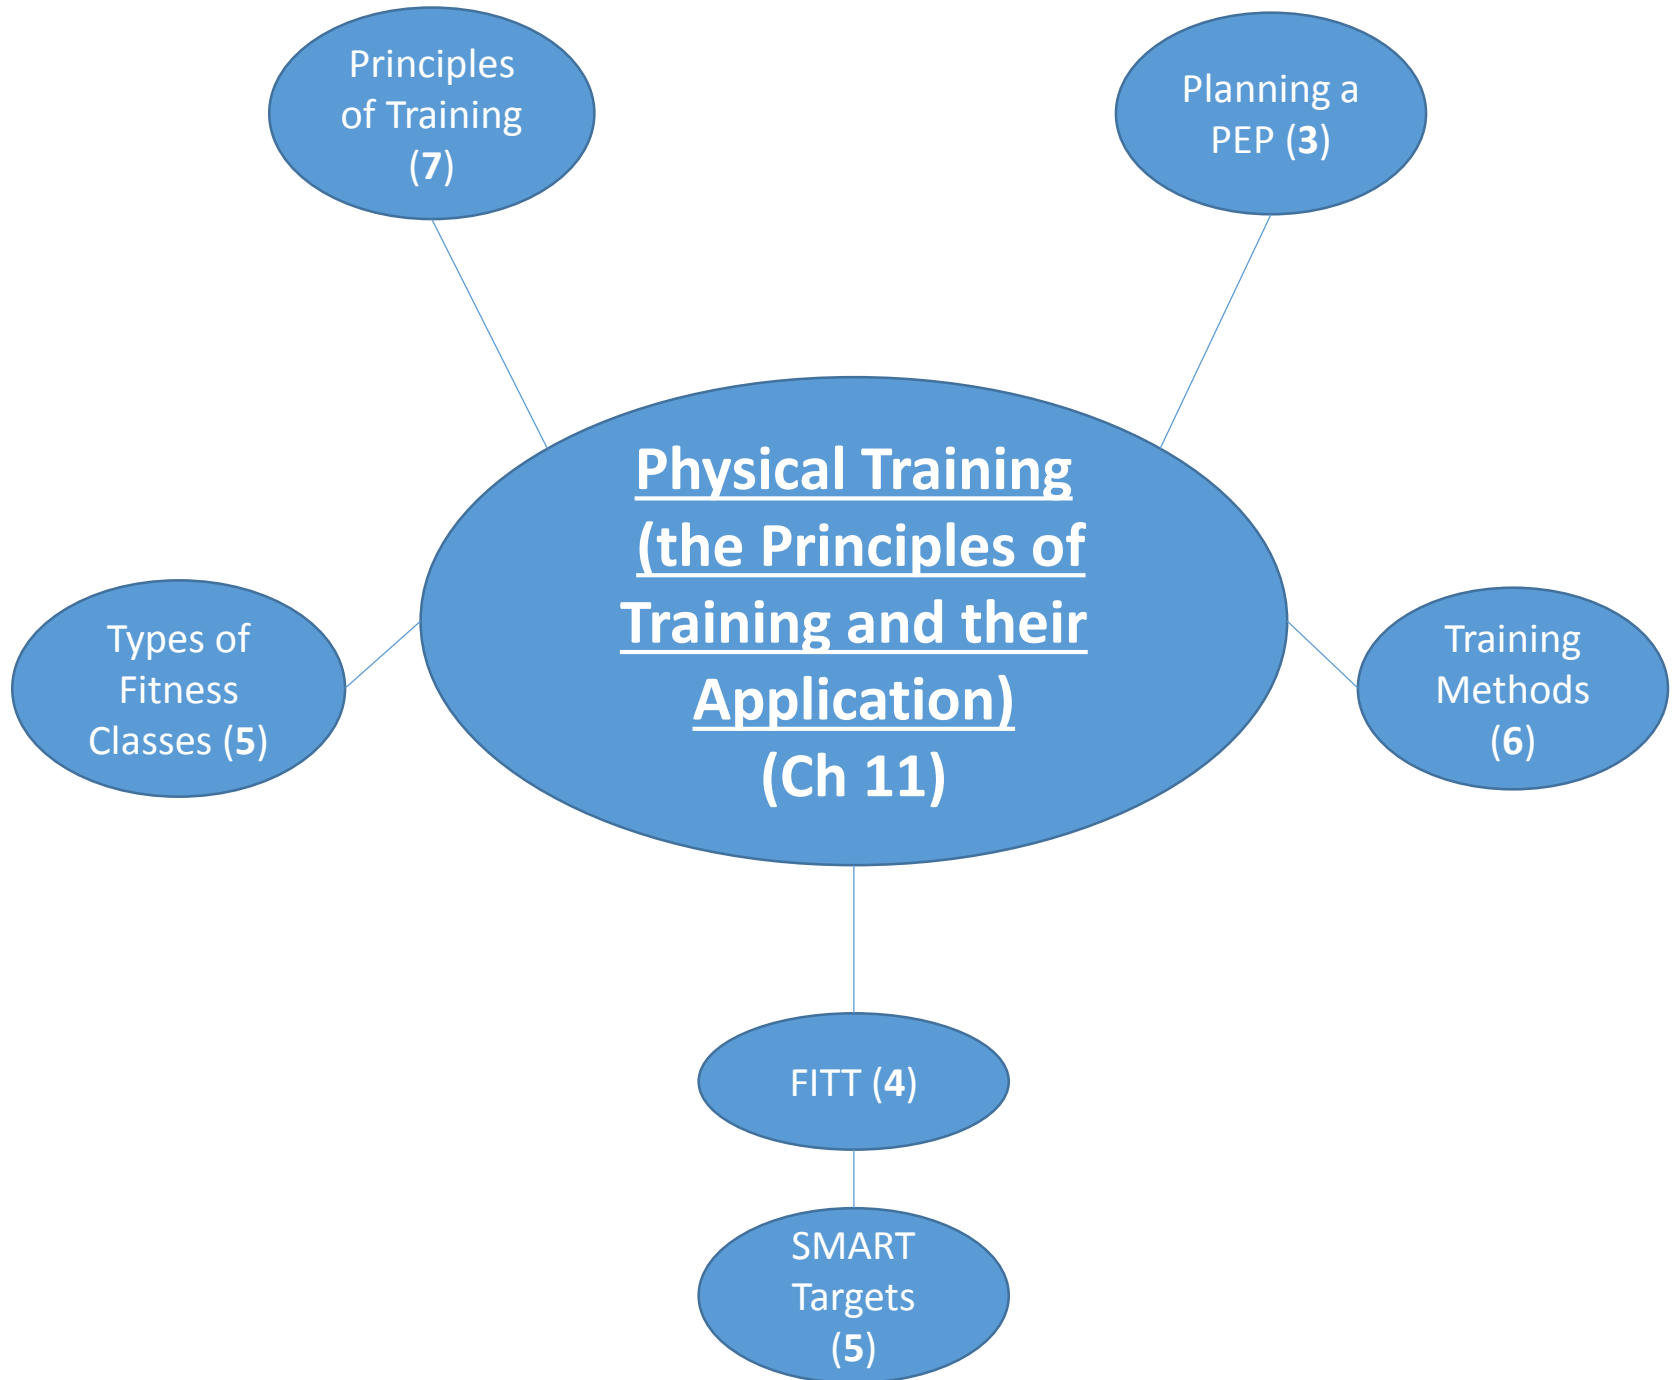 Principles
of Training
(7)
Planning a
PEP (3)
Physical Training
(the Principles of
Training and their
Application)
(Ch 11)
Types of
Fitness
Classes (5)
Training
Methods
(6)
FITT (4)
SMART
Targets
(5)